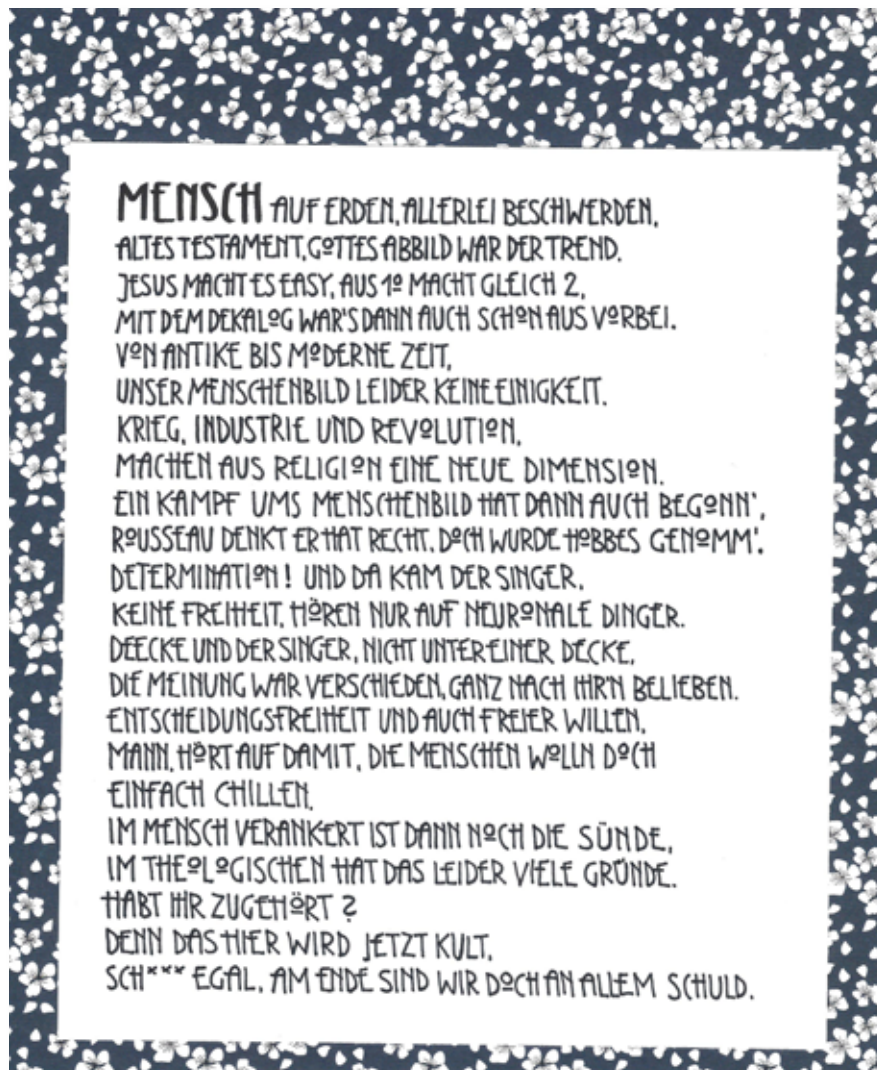 MENSCH AUF ERDEN, ALLERLEI BESCHWERDEN,
ALTES TESTAMENT, GOTTES ABBILD WAR DER TREND.
JESUS MACHT ES EASY, AUS 10 MACHT GLEICH 2,
MIT DEM DEKALOG WAR'S DANN AUCH SCHON AUS VORBEI.
VON ANTIKE BIS MODERNE ZEIT,
UNSER MENSCHENBILD LEIDER KEINE EINIGKEIT.
KRIEG, INDUSTRIE UND REVOLUTION,
MACHEN AUS RELIGION EINE NEUE DIMENSION.
EIN KAMPF UMS MENSCHENBILD HAT DANN AUCH BEGONN',
ROUSSEAU DENKT ER HAT RECHT, DOCH WURDE HOBBES GENOMM'.
DETERMINATION! UND DA KAM DER SINGER,
KEINE FREIHEIT, HÖREN NUR AUF NEURONALE DINGER.
DEECKE UND DER SINGER, NICHT UNTER EINER DECKE,
DIE MEINUNG WAR VERSCHIEDEN, GANZ NACH IHR'N BELIEBEN.
ENTSCHEIDUNGSFREIHEIT UND AUCH FREIER WILLEN,
MANN, HÖRT AUF DAMIT, DIE MENSCHEN WOLLN DOCH
EINFACH CHILLEN.
IM MENSCH VERANKERT IST DANN NOCH DIE SÜNDE,
IM THEOLOGISCHEN HAT DAS LEIDER VIELE GRÜNDE.
HABT IHR ZUGEHÖRT?
DENN DAS HIER WIRD JETZT KULT,
SCH*** EGAL, AM ENDE SIND WIR DOCH AN ALLEM SCHULD.